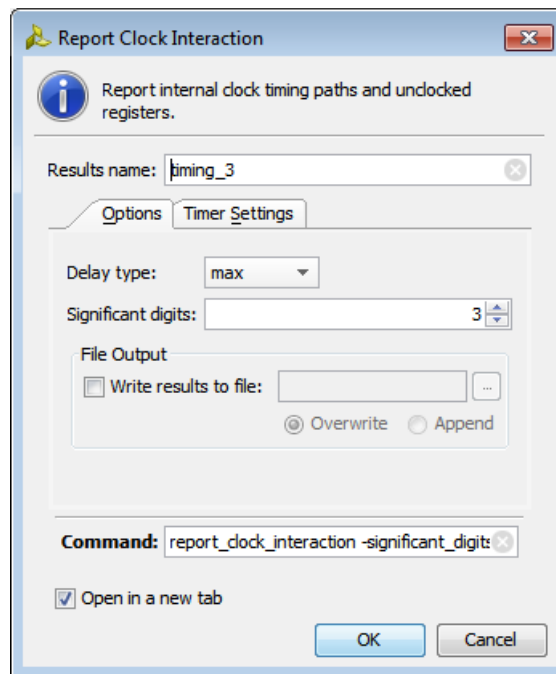 Report Clock Interaction
Report internal clock timing paths and unclocked
registers.
Results name: timing_3
Options Timer Settings
Delay type: max
Significant digits: 3
File Output
Write results to file: ...
Overwrite Append
Command: report_clock_interaction -significant_digits
Open in a new tab
OK Cancel